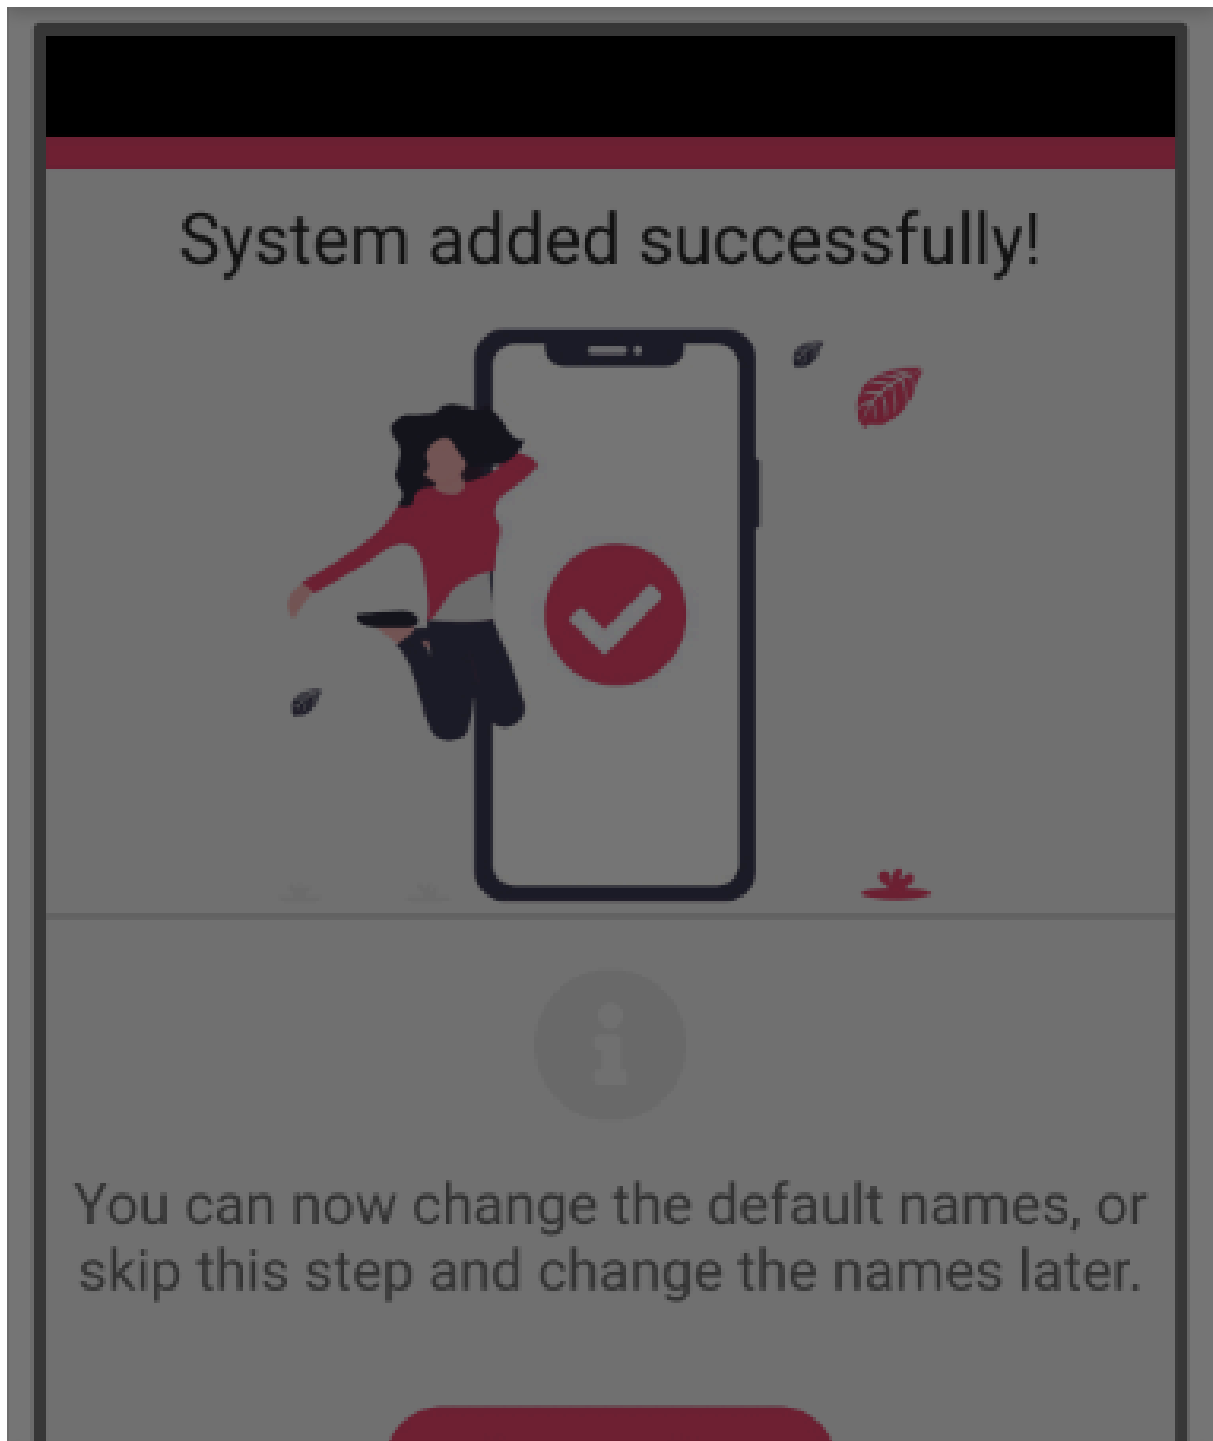 System added successfully!
You can now change the default names, or
skip this step and change the names later.